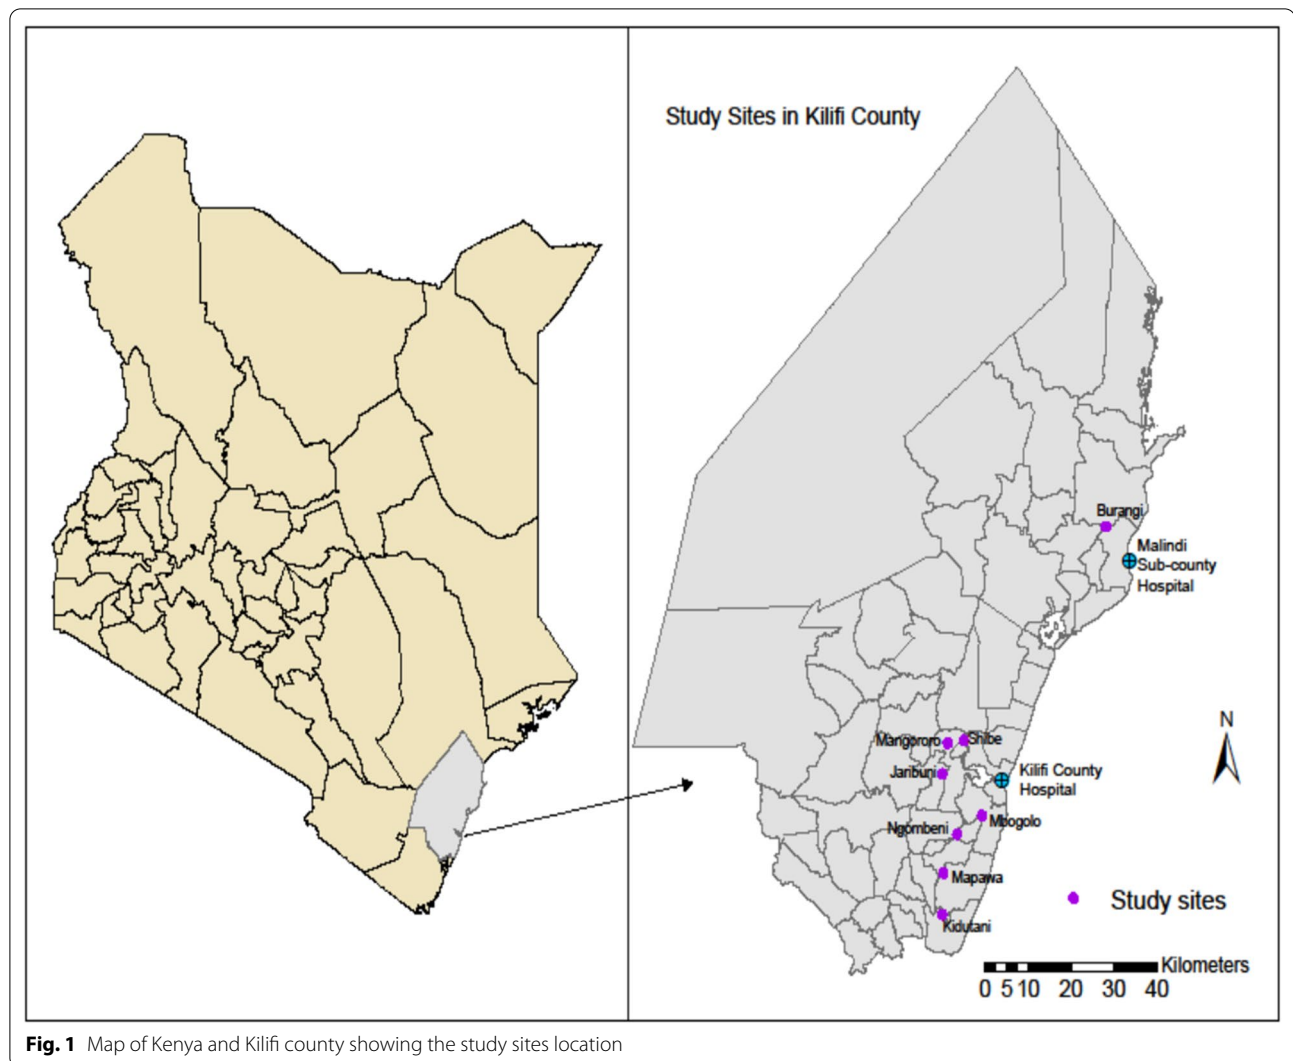 Study Sites in Kilifi County
Burangi
Malindi
Sub-county
Hospital
N
Mangororo
Shibe
Jaribuni
Kilifi County
Hospital
Mbogolo
Ngombeni
Mapawa
Study sites
Kidutani
Kilometers
0 5 10 20 30 40
Fig. 1 Map of Kenya and Kilifi county showing the study sites location